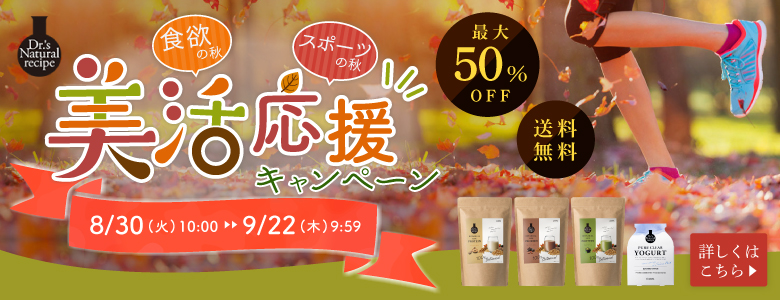 Dr.'s
Natural
recipe
食欲
の秋
スポーツ
の秋
美活応援
キャンペーン
8/30(火)10:00 ▸▸ 9/22(木)9:59
最大
50%
OFF
送料
無料
PURE CLEAR
YOGURT
詳しくは
こちら▶